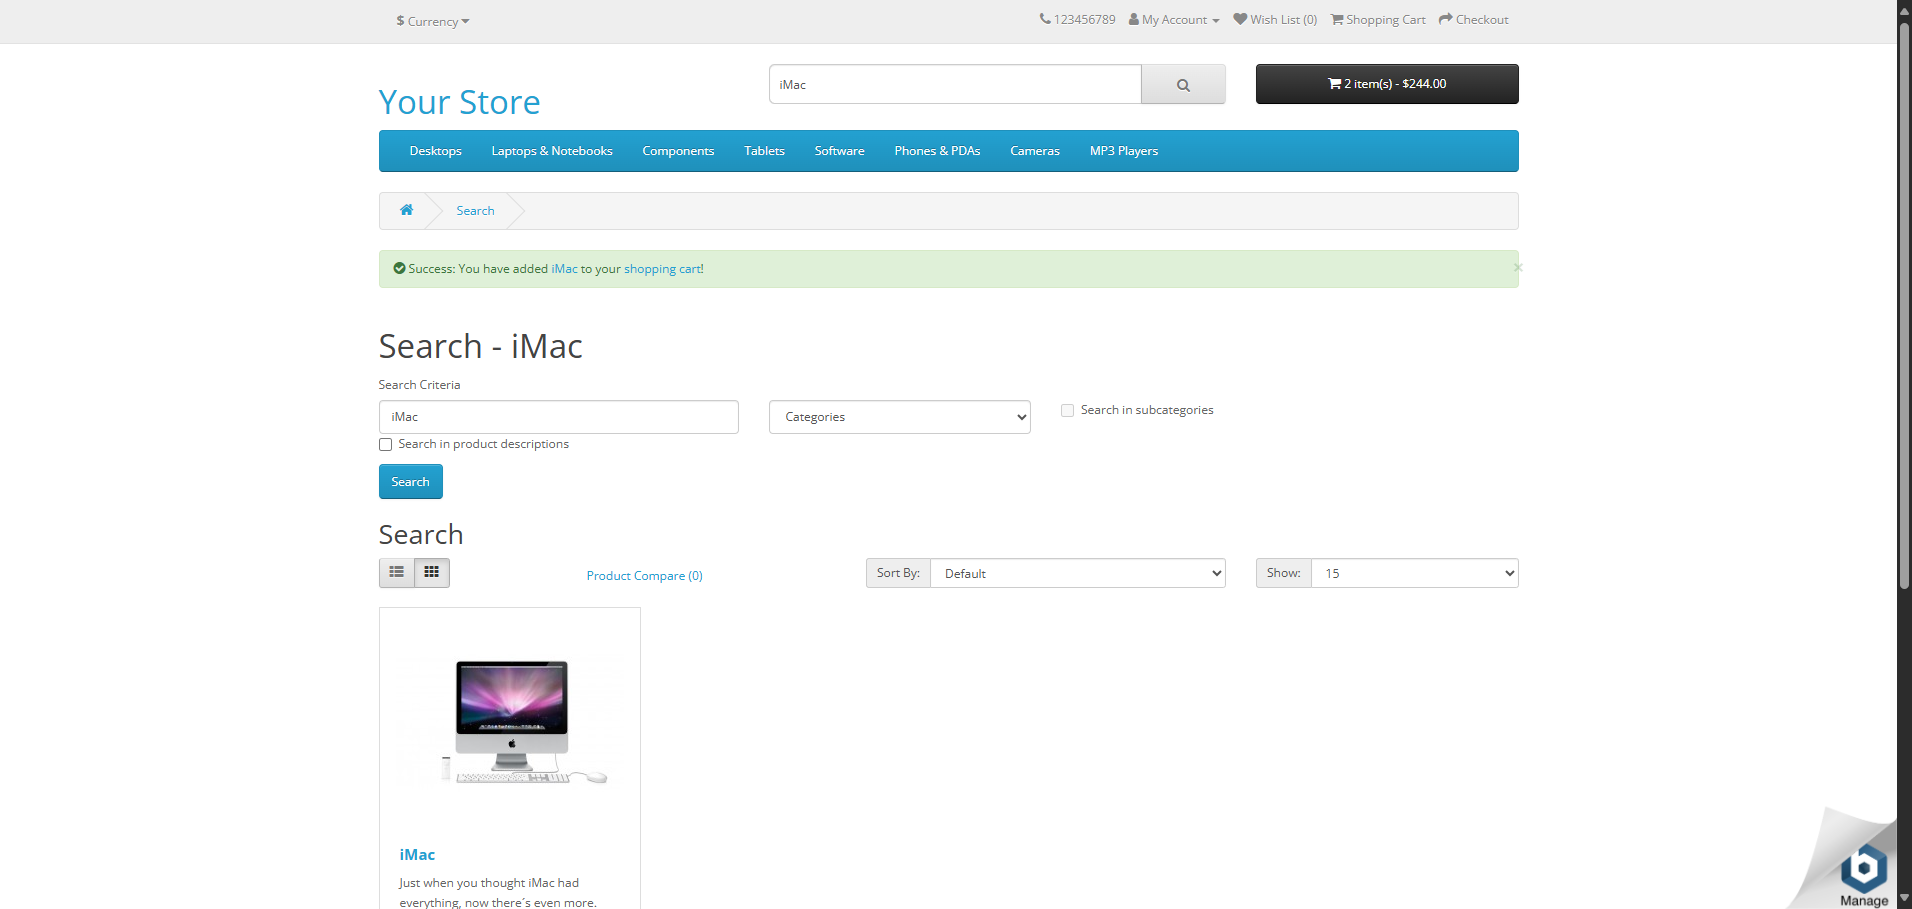 $ Currency
123456789 My Account Wish List (0) Shopping Cart Checkout
Your Store
iMac
2 item(s) - $244.00
Desktops Laptops & Notebooks Components Tablets Software Phones & PDAs Cameras MP3 Players
Search
Success: You have added iMac to your shopping cart!
×
Search - iMac
Search Criteria
iMac
Categories
Search in subcategories
Search in product descriptions
Search
Search
Product Compare (0)
Sort By: Default
Show: 15
iMac
Just when you thought iMac had
everything, now there´s even more.
Manage